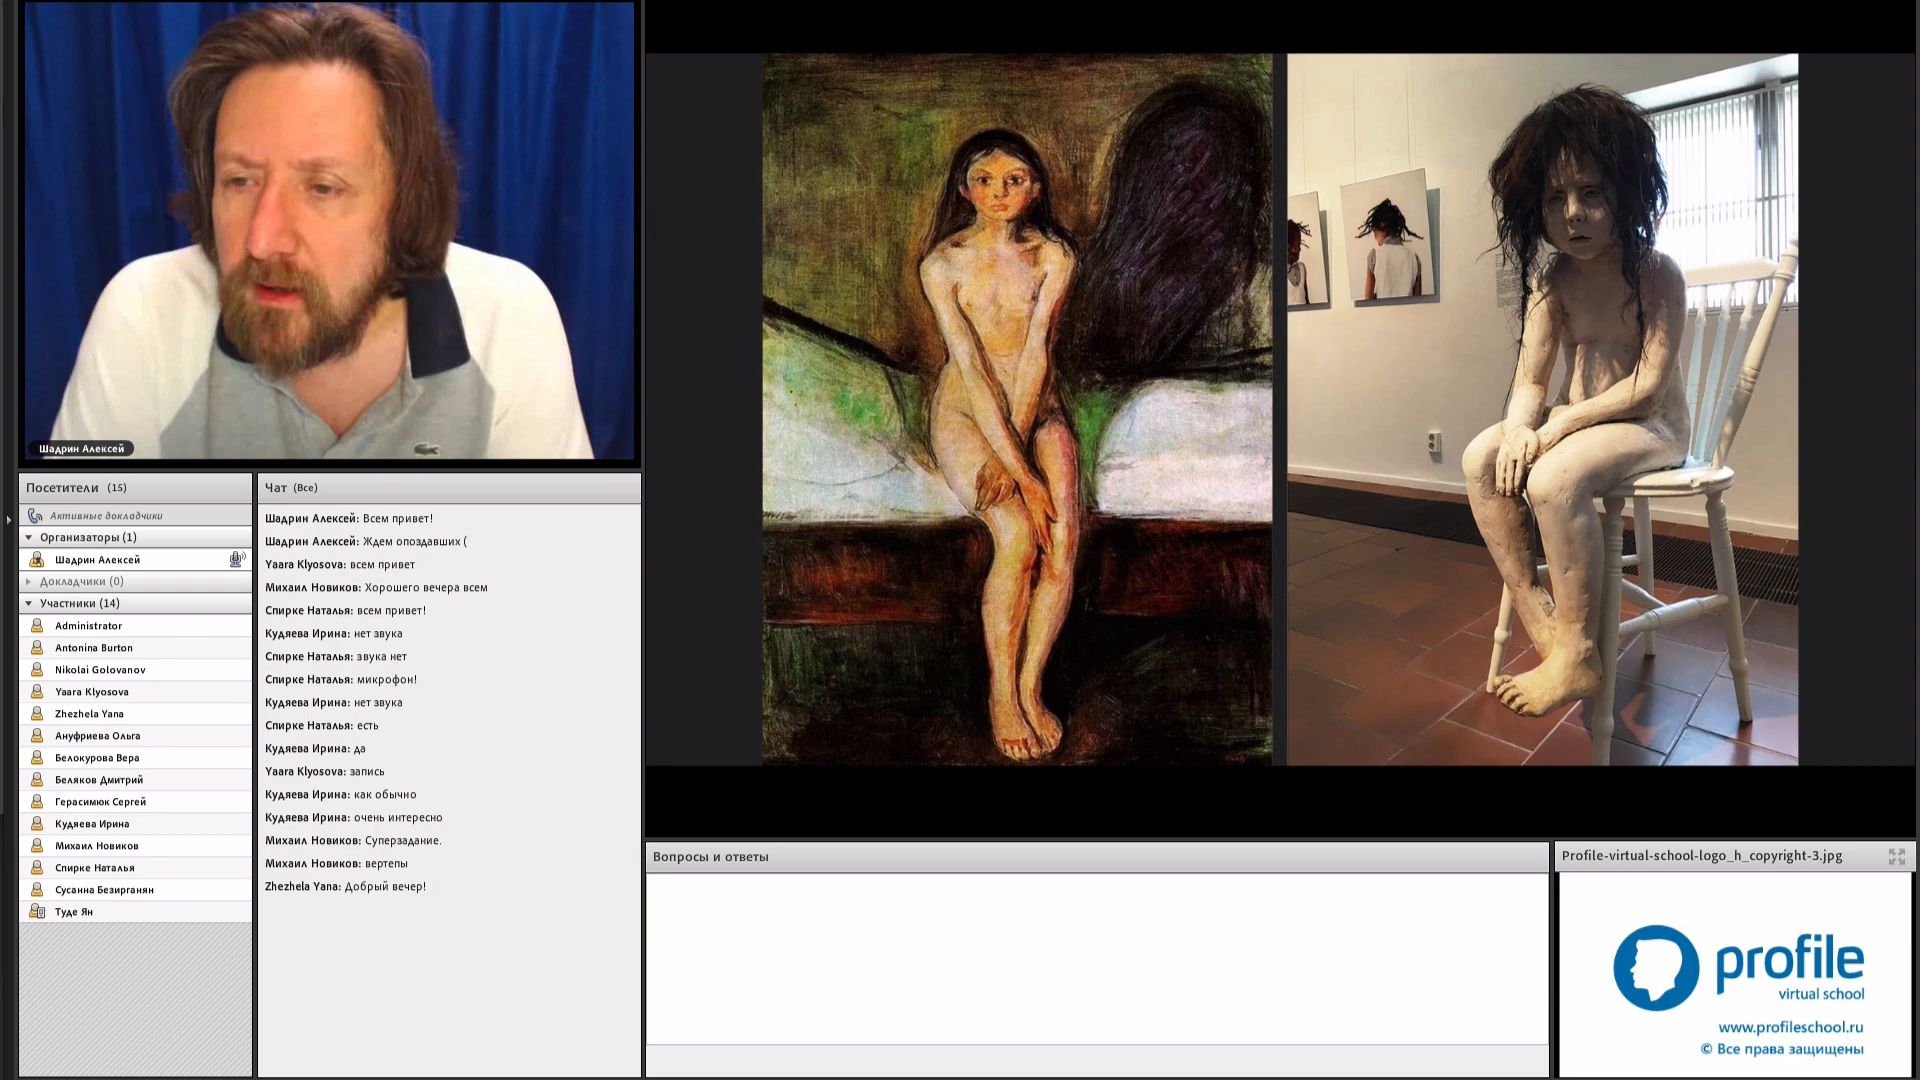 Шадрин Алексей
Посетители (15)
Активные докладчики
Организаторы (1)
Шадрин Алексей
Докладчики (0)
Участники (14)
Administrator
Antonina Burton
Nikolai Golovanov
Yaara Klyosova
Zhezhela Yana
Ануфриева Ольга
Белокурова Вера
Беляков Дмитрий
Герасимюк Сергей
Кудяева Ирина
Михаил Новиков
Спирке Наталья
Сусанна Безирганян
Туде Ян
Чат (Все)
Шадрин Алексей: Всем привет!
Шадрин Алексей: Ждем опоздавших (
Yaara Klyosova: всем привет
Михаил Новиков: Хорошего вечера всем
Спирке Наталья: всем привет!
Кудяева Ирина: нет звука
Спирке Наталья: звука нет
Спирке Наталья: микрофон!
Кудяева Ирина: нет звука
Спирке Наталья: есть
Кудяева Ирина: да
Yaara Klyosova: запись
Кудяева Ирина: как обычно
Кудяева Ирина: очень интересно
Михаил Новиков: Суперзадание.
Михаил Новиков: вертепы
Zhezhela Yana: Добрый вечер!
Вопросы и ответы
Profile-virtual-school-logo_h_copyright-3.jpg
profile
virtual school
www.profileschool.ru
© Все права защищены